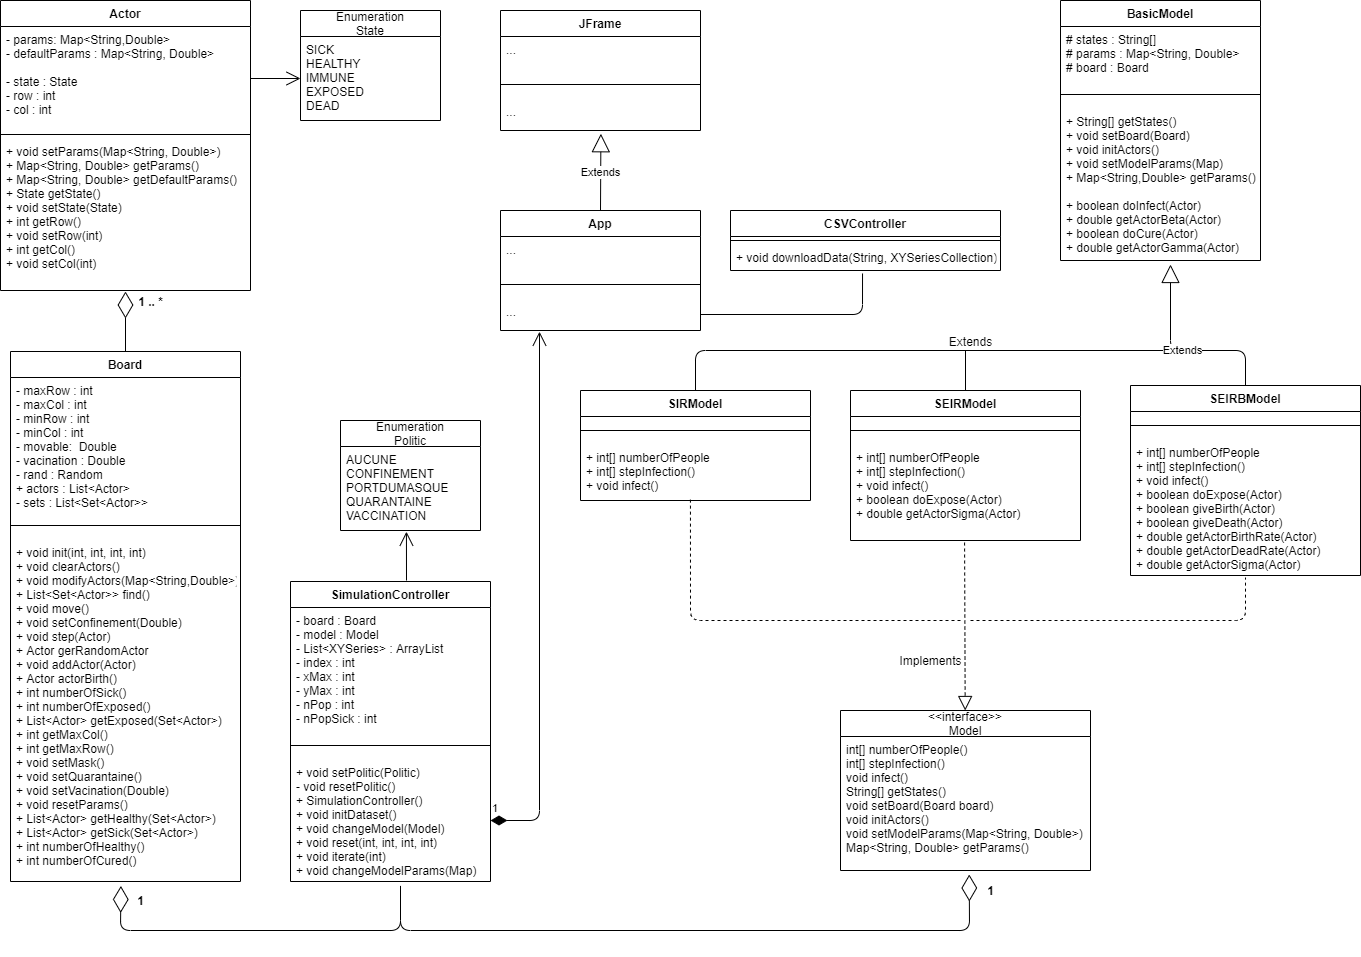 Actor
- params: Map<String,Double>
- defaultParams : Map<String, Double>
- state : State
- row : int
- col : int
+ void setParams(Map<String, Double>)
+ Map<String, Double> getParams()
+ Map<String, Double> getDefaultParams()
+ State getState()
+ void setState(State)
+ int getRow()
+ void setRow(int)
+ int getCol()
+ void setCol(int)
1 .. *
Enumeration
State
SICK
HEALTHY
IMMUNE
EXPOSED
DEAD
JFrame
...
...
Extends
App
...
...
CSVController
+ void downloadData(String, XYSeriesCollection)
BasicModel
# states : String[]
# params : Map<String, Double>
# board : Board
+ String[] getStates()
+ void setBoard(Board)
+ void initActors()
+ void setModelParams(Map)
+ Map<String,Double> getParams()
+ boolean doInfect(Actor)
+ double getActorBeta(Actor)
+ boolean doCure(Actor)
+ double getActorGamma(Actor)
Extends
Extends
Board
- maxRow : int
- maxCol : int
- minRow : int
- minCol : int
- movable:  Double
- vacination : Double
- rand : Random
+ actors : List<Actor>
- sets : List<Set<Actor>>
+ void init(int, int, int, int)
+ void clearActors()
+ void modifyActors(Map<String,Double>)
+ List<Set<Actor>> find()
+ void move()
+ void setConfinement(Double)
+ void step(Actor)
+ Actor gerRandomActor
+ void addActor(Actor)
+ Actor actorBirth()
+ int numberOfSick()
+ int numberOfExposed()
+ List<Actor> getExposed(Set<Actor>)
+ int getMaxCol()
+ int getMaxRow()
+ void setMask()
+ void setQuarantaine()
+ void setVacination(Double)
+ void resetParams()
+ List<Actor> getHealthy(Set<Actor>)
+ List<Actor> getSick(Set<Actor>)
+ int numberOfHealthy()
+ int numberOfCured()
1
Enumeration
Politic
AUCUNE
CONFINEMENT
PORTDUMASQUE
QUARANTAINE
VACCINATION
SimulationController
- board : Board
- model : Model
- List<XYSeries> : ArrayList
- index : int
- xMax : int
- yMax : int
- nPop : int
- nPopSick : int
+ void setPolitic(Politic)
- void resetPolitic()
+ SimulationController()
+ void initDataset()
+ void changeModel(Model)
+ void reset(int, int, int, int)
+ void iterate(int)
+ void changeModelParams(Map)
1
SIRModel
+ int[] numberOfPeople
+ int[] stepInfection()
+ void infect()
SEIRModel
+ int[] numberOfPeople
+ int[] stepInfection()
+ void infect()
+ boolean doExpose(Actor)
+ double getActorSigma(Actor)
SEIRBModel
+ int[] numberOfPeople
+ int[] stepInfection()
+ void infect()
+ boolean doExpose(Actor)
+ boolean giveBirth(Actor)
+ boolean giveDeath(Actor)
+ double getActorBirthRate(Actor)
+ double getActorDeadRate(Actor)
+ double getActorSigma(Actor)
Implements
<<interface>>
Model
int[] numberOfPeople()
int[] stepInfection()
void infect()
String[] getStates()
void setBoard(Board board)
void initActors()
void setModelParams(Map<String, Double>)
Map<String, Double> getParams()
1